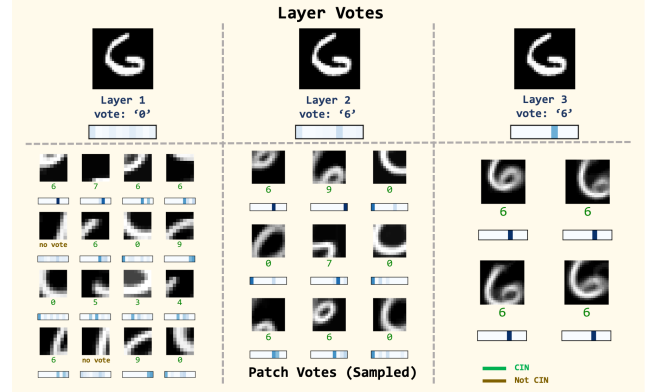 Layer Votes
Layer 1
vote: ‘0’
Layer 2
vote: ‘6’
Layer 3
vote: ‘6’
6 7 6 6
no vote 6 0 9
0 5 3 4
6 no vote 9 0
6 9 0
0 7 0
6 6 0
6 6
6 6
Patch Votes (Sampled)
CIN
Not CIN